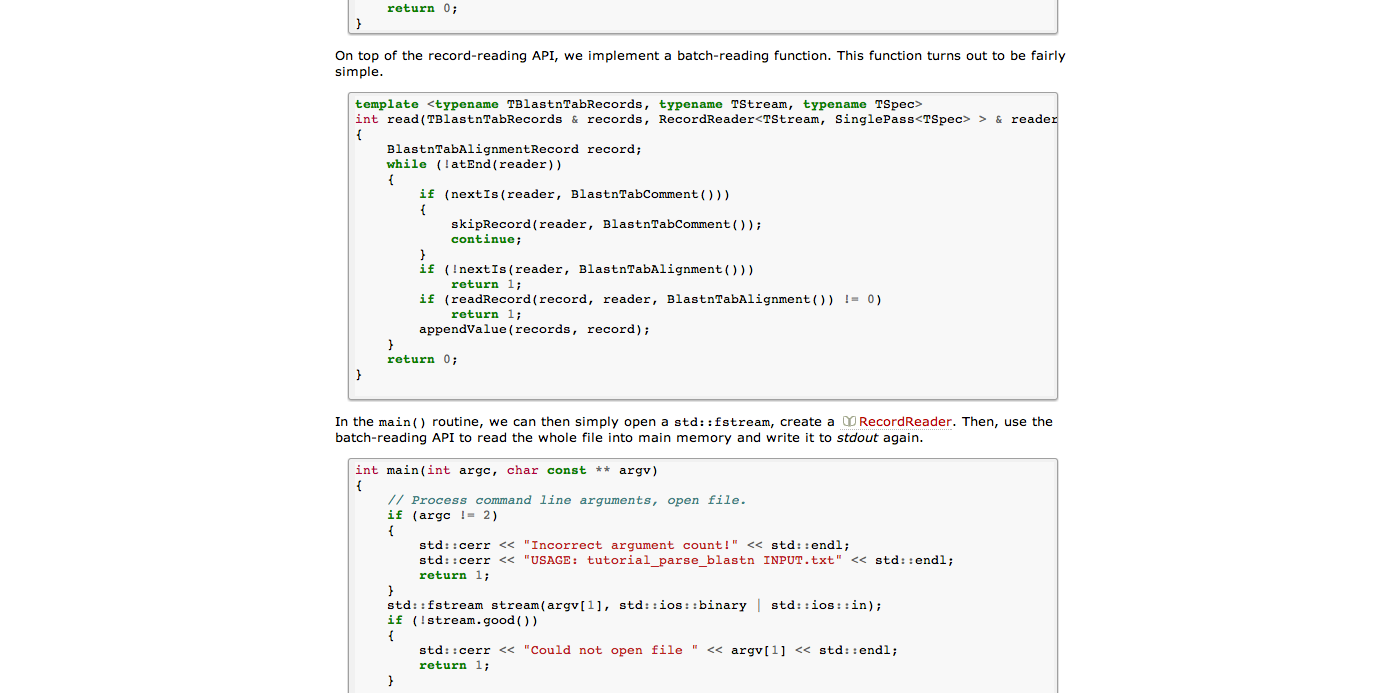 return 0;
}
On top of the record-reading API, we implement a batch-reading function. This function turns out to be fairly
simple.
template <typename TBlastnTabRecords, typename TStream, typename TSpec>
int read(TBlastnTabRecords & records, RecordReader<TStream, SinglePass<TSpec> > & reader
{
    BlastnTabAlignmentRecord record;
    while (!atEnd(reader))
    {
        if (nextIs(reader, BlastnTabComment()))
        {
            skipRecord(reader, BlastnTabComment());
            continue;
        }
        if (!nextIs(reader, BlastnTabAlignment()))
            return 1;
        if (readRecord(record, reader, BlastnTabAlignment()) != 0)
            return 1;
        appendValue(records, record);
    }
    return 0;
}
In the main() routine, we can then simply open a std::fstream, create a RecordReader. Then, use the
batch-reading API to read the whole file into main memory and write it to stdout again.
int main(int argc, char const ** argv)
{
    // Process command line arguments, open file.
    if (argc != 2)
    {
        std::cerr << "Incorrect argument count!" << std::endl;
        std::cerr << "USAGE: tutorial_parse_blastn INPUT.txt" << std::endl;
        return 1;
    }
    std::fstream stream(argv[1], std::ios::binary | std::ios::in);
    if (!stream.good())
    {
        std::cerr << "Could not open file " << argv[1] << std::endl;
        return 1;
    }